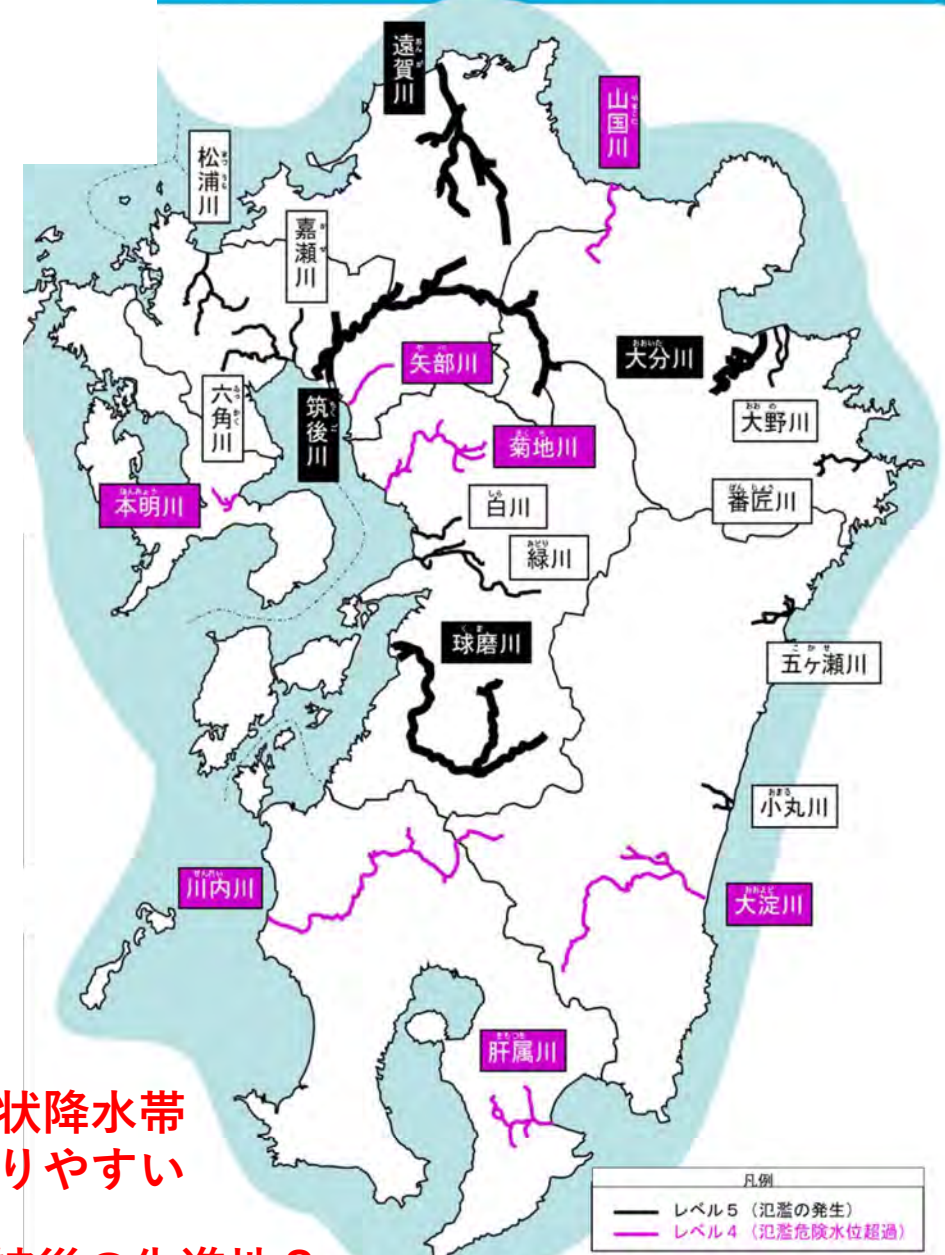 遠賀川
山国川
松浦川
嘉瀬川
矢部川
大分川
六角川
筑後川
大野川
菊地川
本明川
白川
番匠川
緑川
球磨川
五ヶ瀬川
小丸川
川内川
大淀川
肝属川
状降水帯
りやすい
凡例
レベル5（氾濫の発生）
レベル4（氾濫危険水位超過）